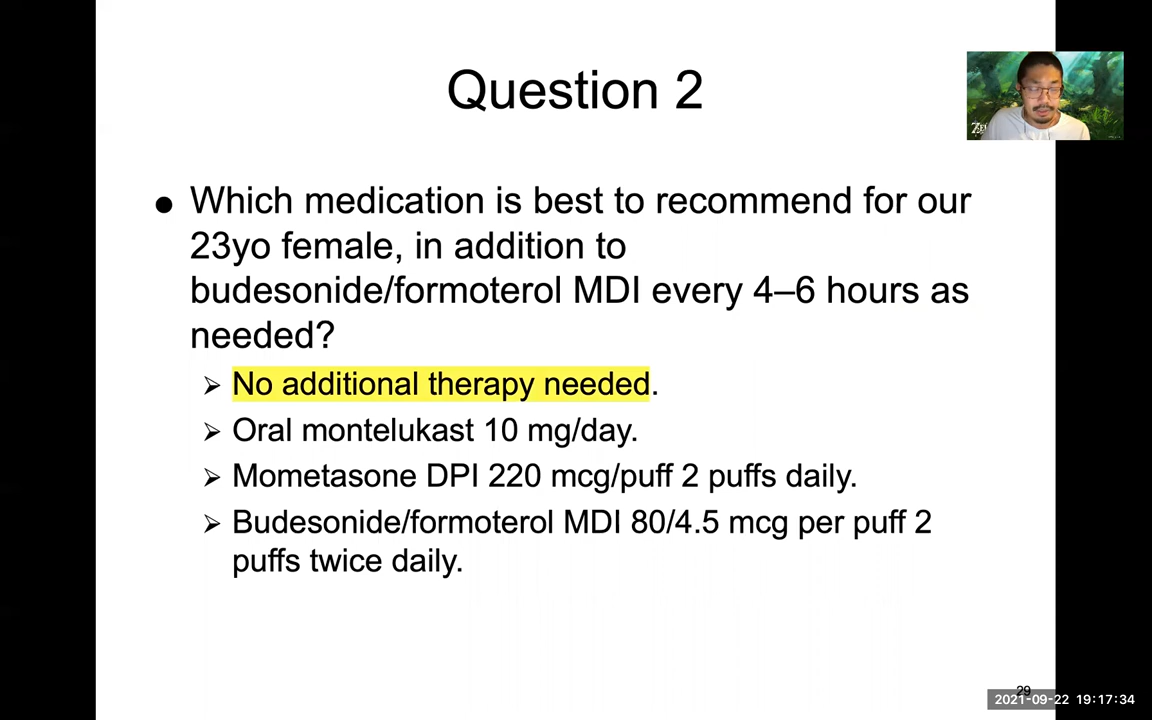 Question 2
● Which medication is best to recommend for our
23yo female, in addition to
budesonide/formoterol MDI every 4–6 hours as
needed?
➢ No additional therapy needed.
➢ Oral montelukast 10 mg/day.
➢ Mometasone DPI 220 mcg/puff 2 puffs daily.
➢ Budesonide/formoterol MDI 80/4.5 mcg per puff 2
puffs twice daily.
29
2021-09-22 19:17:34